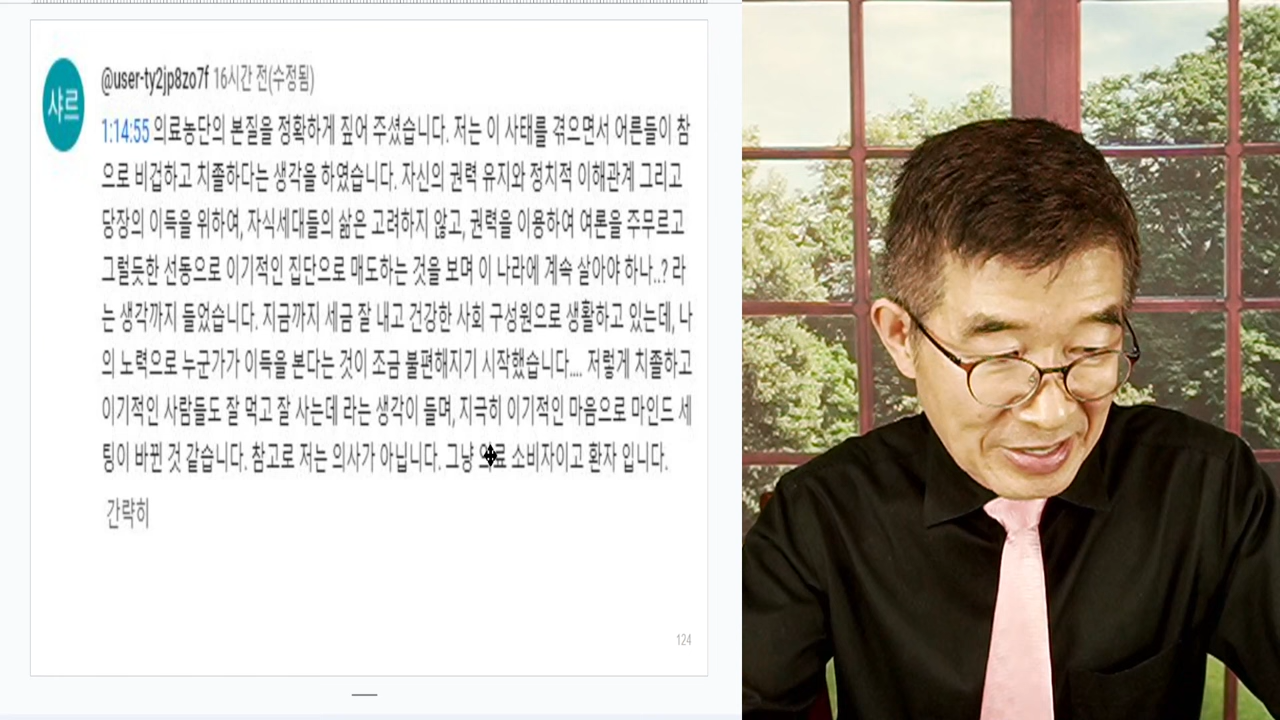 샤르
@user-ty2jp8zo7f 16시간 전(수정됨)
1:14:55 의료농단의 본질을 정확하게 짚어 주셨습니다. 저는 이 사태를 겪으면서 어른들이 참
으로 비겁하고 치졸하다는 생각을 하였습니다. 자신의 권력 유지와 정치적 이해관계 그리고
당장의 이득을 위하여, 자식세대들의 삶은 고려하지 않고, 권력을 이용하여 여론을 주무르고
그럴듯한 선동으로 이기적인 집단으로 매도하는 것을 보며 이 나라에 계속 살아야 하나..? 라
는 생각까지 들었습니다. 지금까지 세금 잘 내고 건강한 사회 구성원으로 생활하고 있는데, 나
의 노력으로 누군가가 이득을 본다는 것이 조금 불편해지기 시작했습니다.... 저렇게 치졸하고
이기적인 사람들도 잘 먹고 잘 사는데 라는 생각이 들며, 지극히 이기적인 마음으로 마인드 세
팅이 바뀐 것 같습니다. 참고로 저는 의사가 아닙니다. 그냥 소비자이고 환자 입니다.
간략히
124